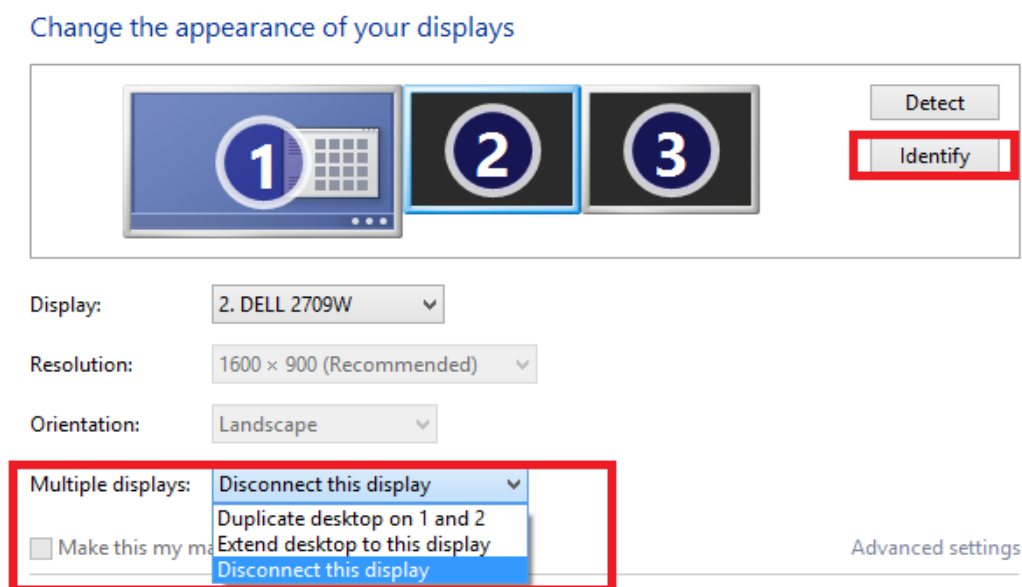 Change the appearance of your displays
1 2 3
Detect
Identify
Display: 2. DELL 2709W
Resolution: 1600 × 900 (Recommended)
Orientation: Landscape
Multiple displays: Disconnect this display
Duplicate desktop on 1 and 2
Make this my Extend desktop to this display Advanced settings
Disconnect this display